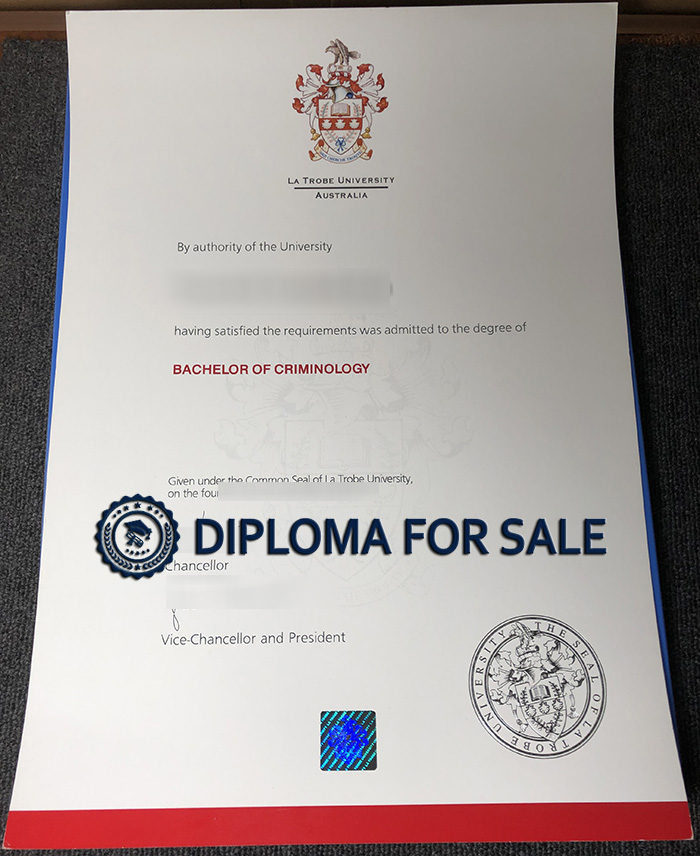 LA TROBE UNIVERSITY
AUSTRALIA
By authority of the University
having satisfied the requirements was admitted to the degree of
BACHELOR OF CRIMINOLOGY
Given under the Common Seal of La Trobe University,
on the four
DIPLOMA FOR SALE
Chancellor
Vice-Chancellor and President
THE SEAL OF LA TROBE UNIVERSITY